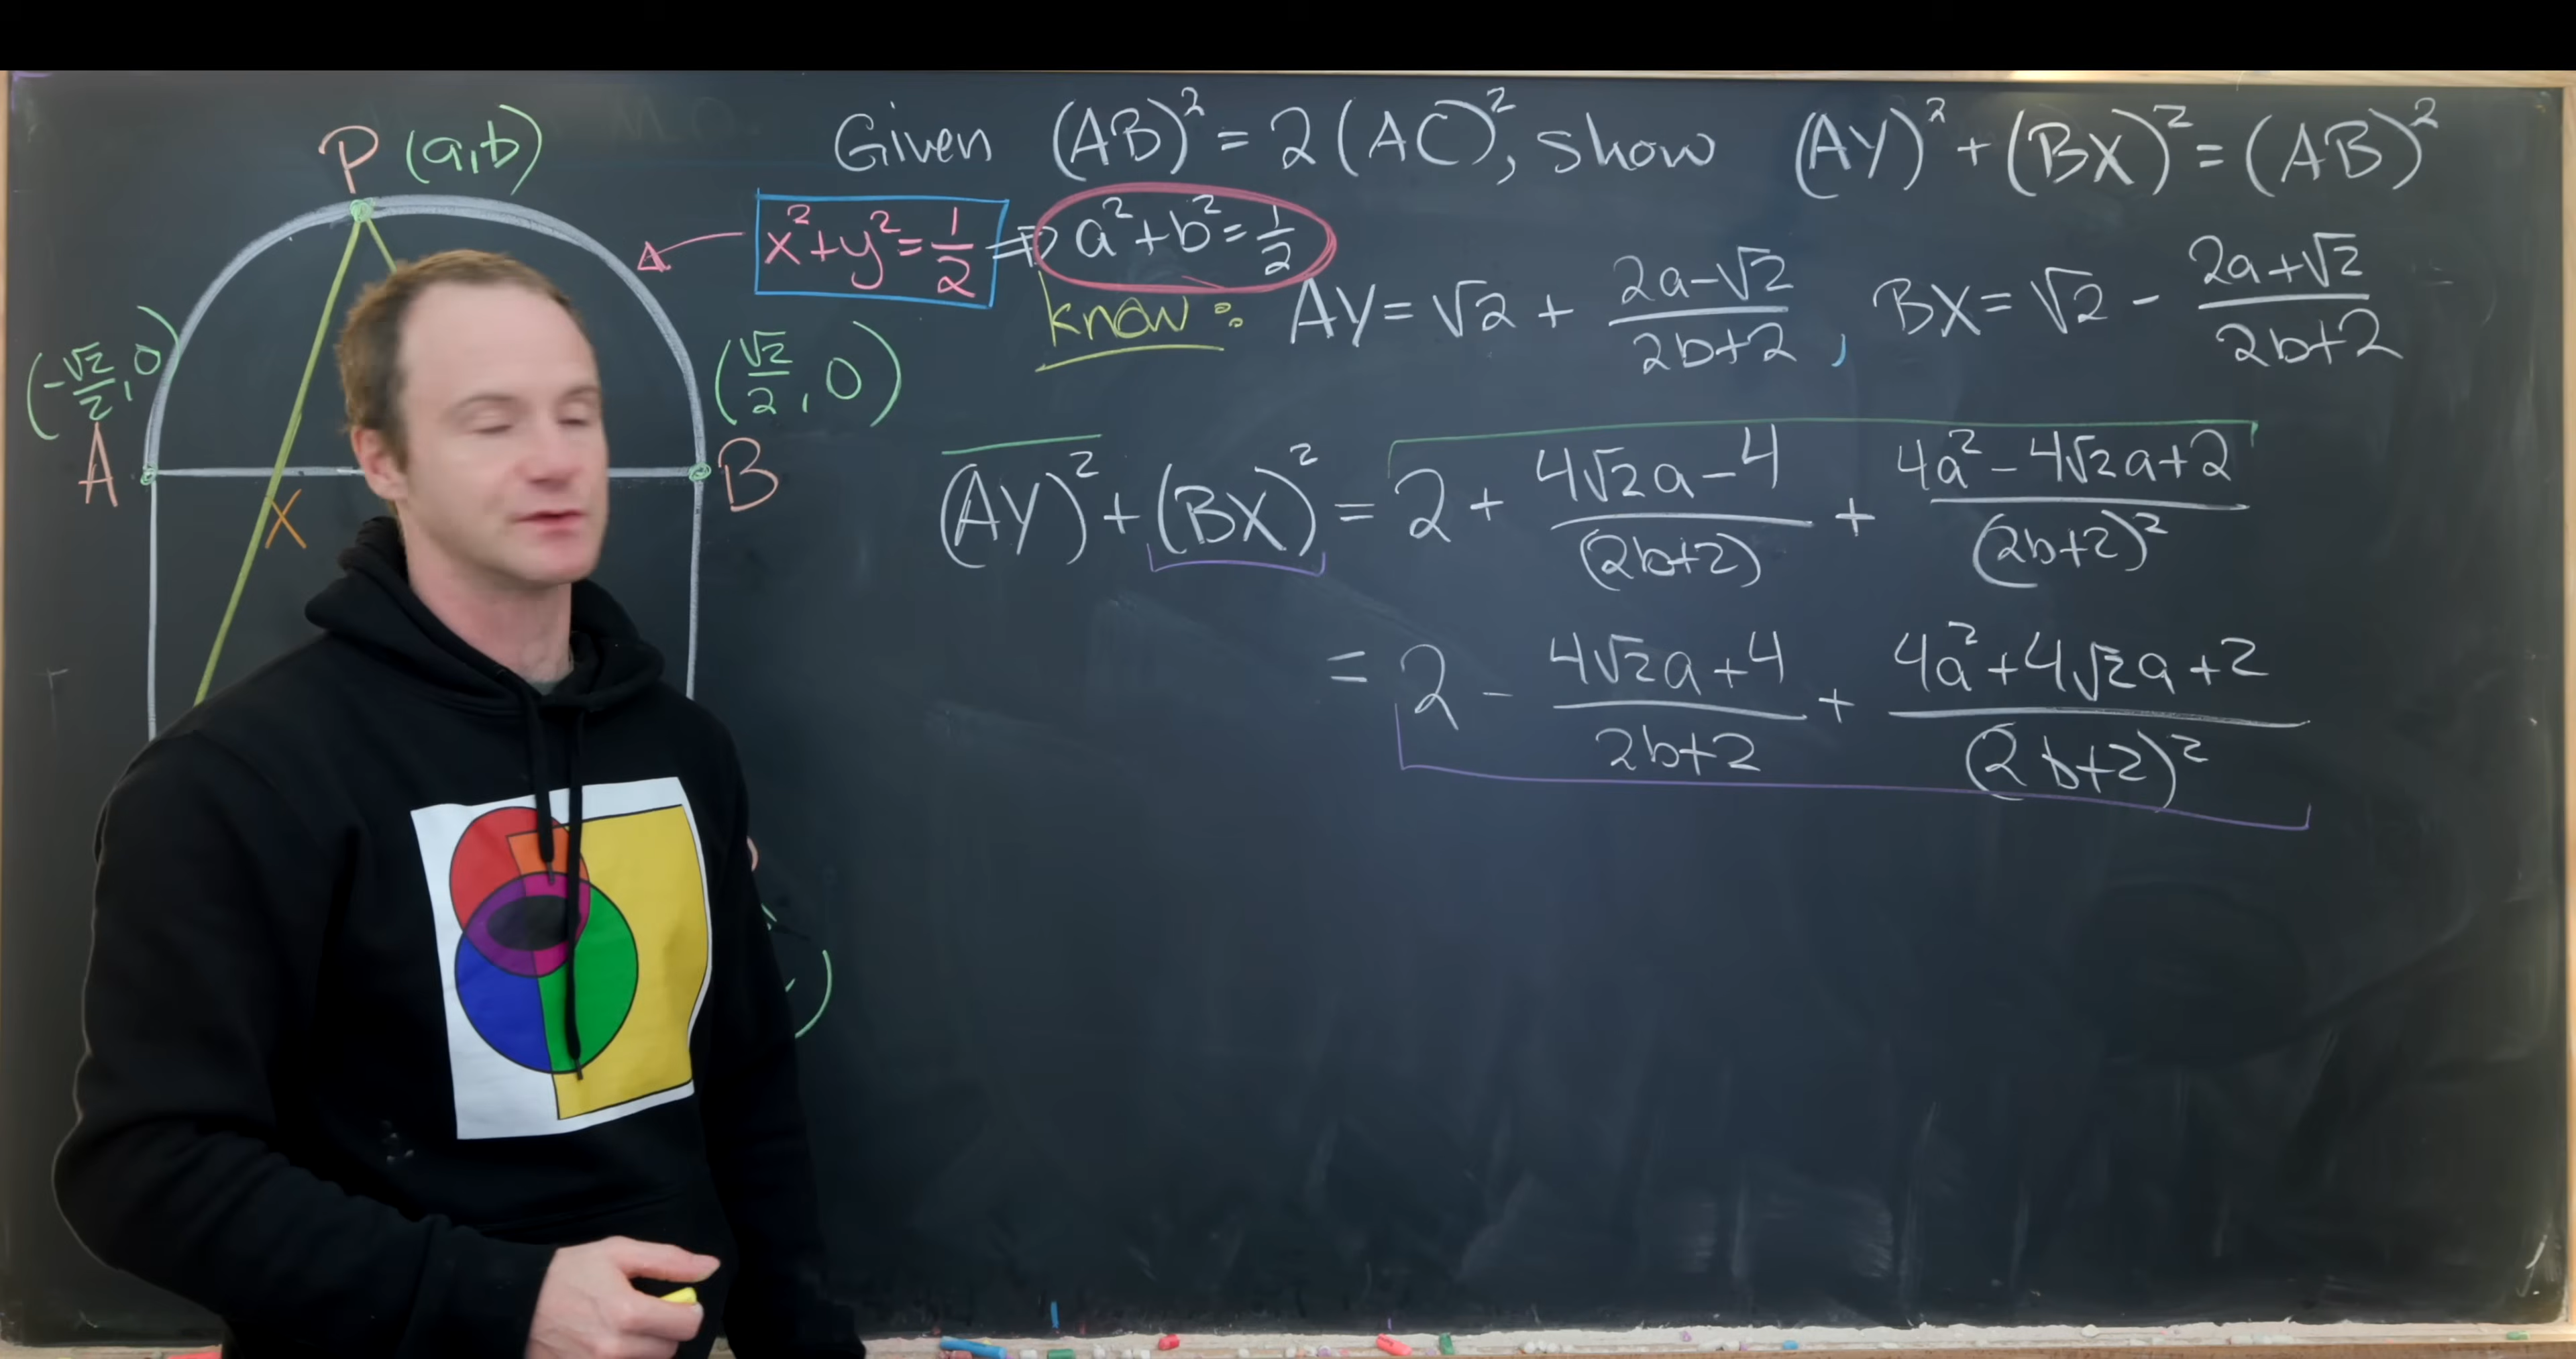 P (a,b)
Given (AB)² = 2(AC)², show (AY)² + (BX)² = (AB)²
x² + y² = 1/2 ⇒ a² + b² = 1/2
know: AY = √2 + (2a-√2)/(2b+2), BX = √2 - (2a+√2)/(2b+2)
(-√2/2, 0)
(√2/2, 0)
A
B
X
(AY)² + (BX)² = 2 + (4√2a-4)/(2b+2) + (4a²-4√2a+2)/(2b+2)²
= 2 - (4√2a+4)/(2b+2) + (4a²+4√2a+2)/(2b+2)²